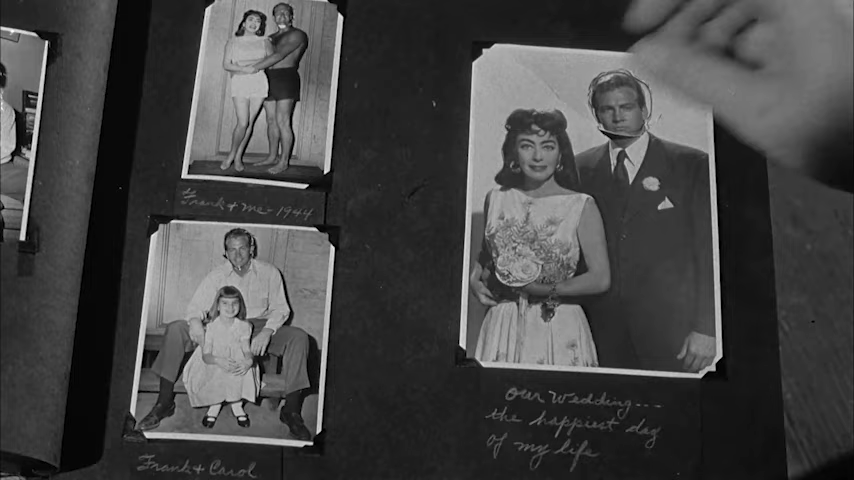 Frank + me - 1944
Frank + Carol
Our Wedding ---
the happiest day
of my life